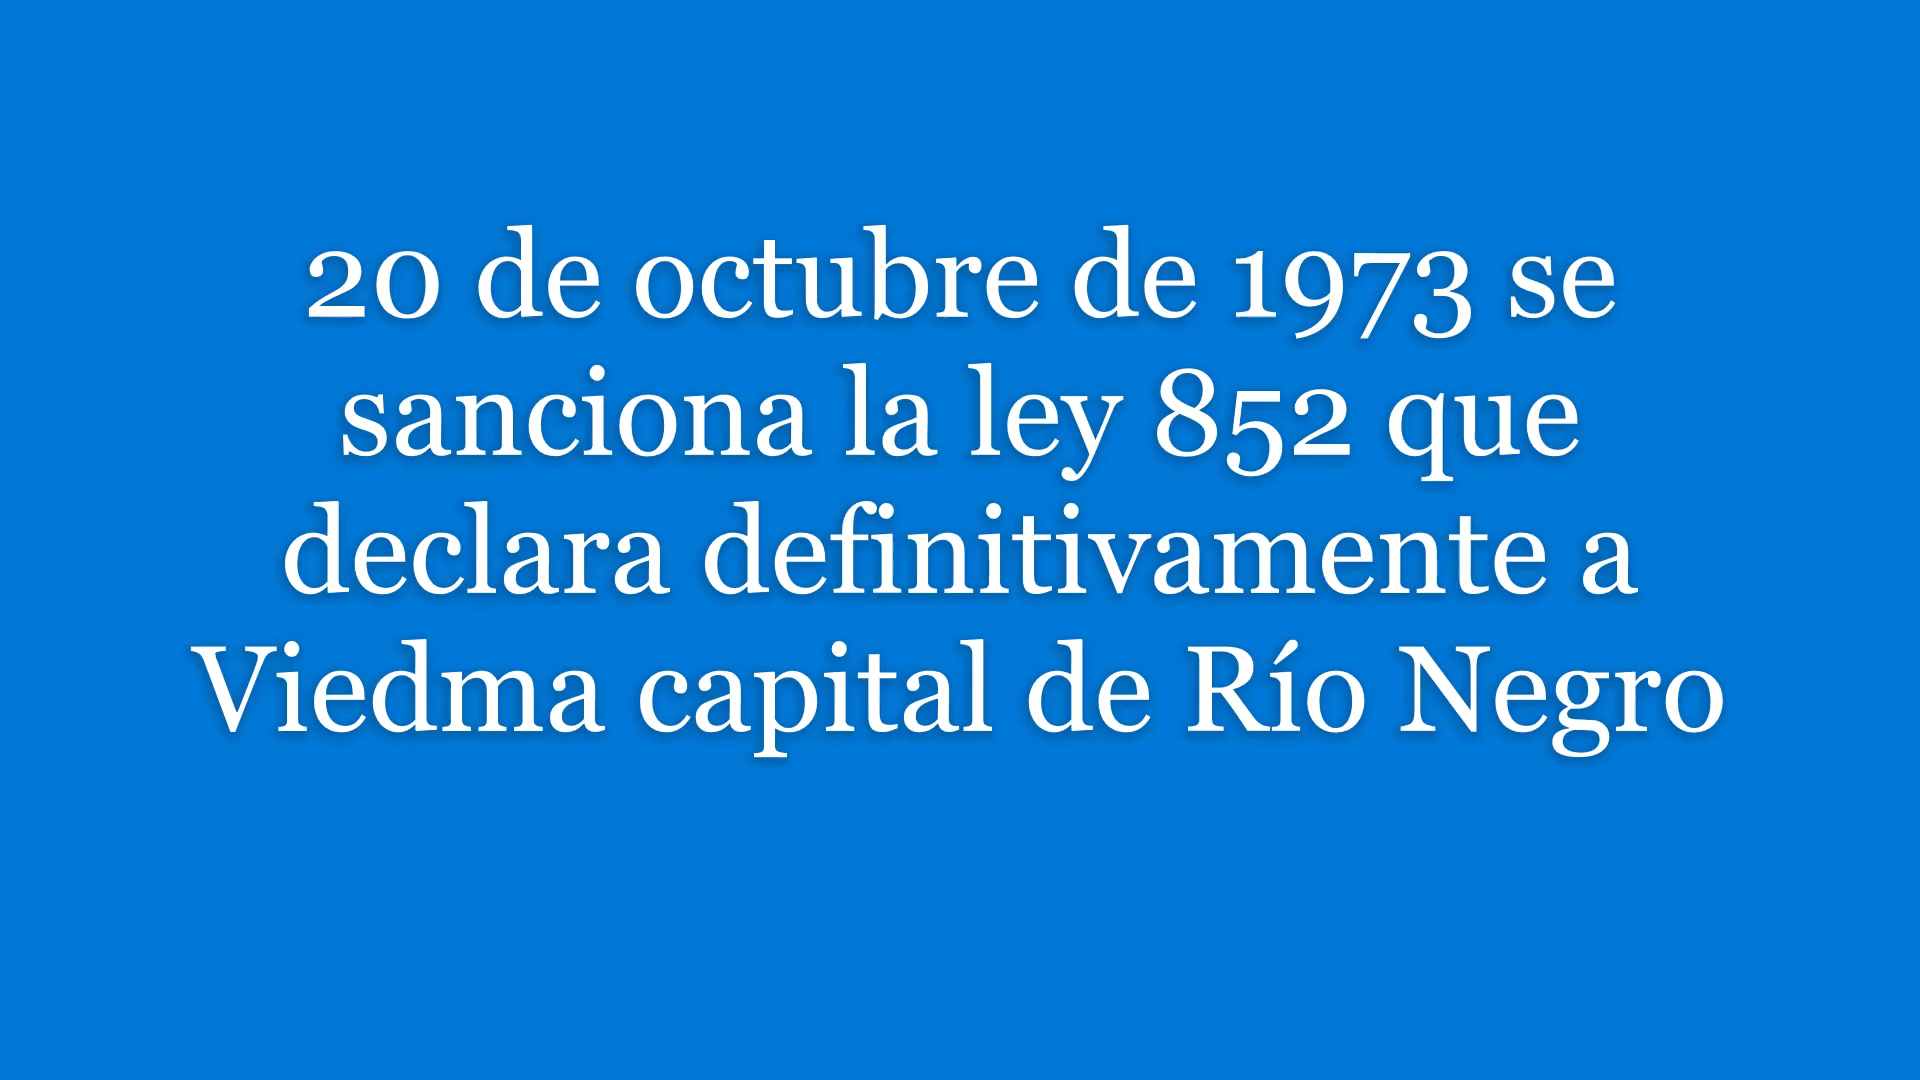 20 de octubre de 1973 se
sanciona la ley 852 que
declara definitivamente a
Viedma capital de Río Negro